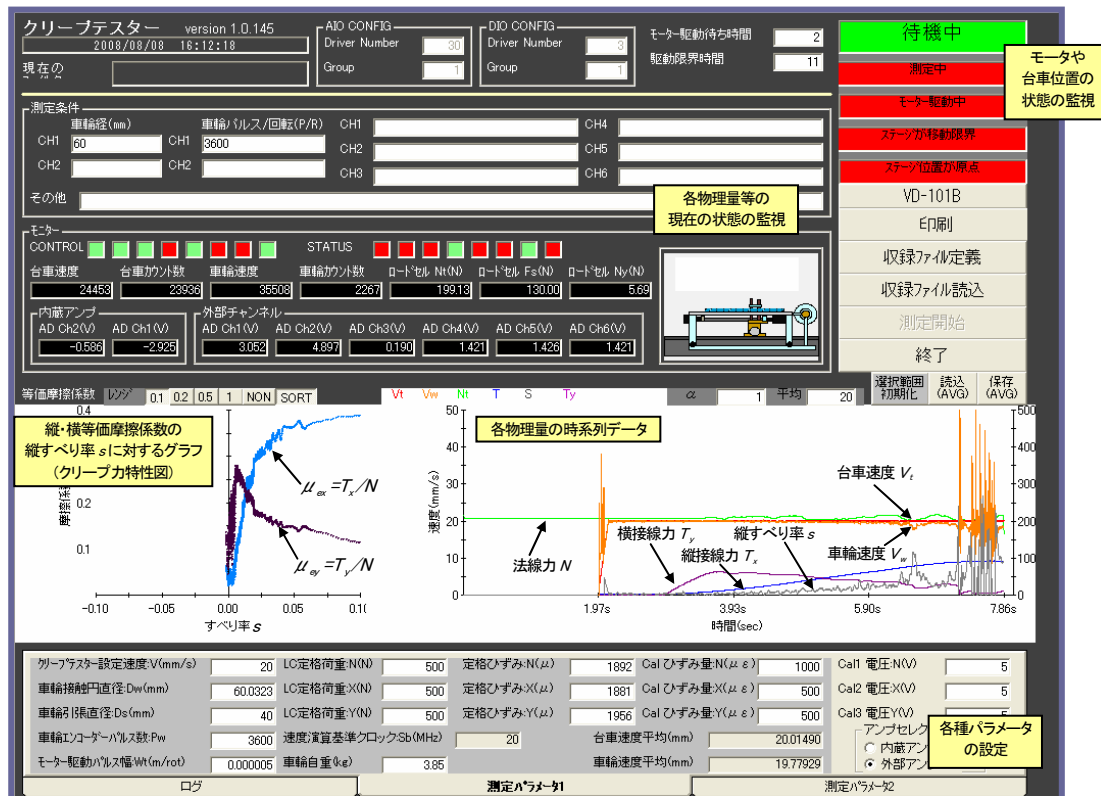 クリープテスター version 1.0.145
2008/08/08 16:12:18
現在の
AIO CONFIG
Driver Number 30
Group 1
DIO CONFIG
Driver Number 3
Group 1
モーター駆動待ち時間 2
駆動限界時間 11
待機中
測定中
モーター駆動中
ステージが移動限界
ステージ位置が原点
モータや
台車位置の
状態の監視
測定条件
車輪径(mm) 車輪パルス/回転(P/R)
CH1 60 CH1 3600
CH2 CH2
CH1 CH4
CH2 CH5
CH3 CH6
その他
各物理量等の
現在の状態の監視
VD-101B
印刷
収録ファイル定義
収録ファイル読込
測定開始
終了
モニター
CONTROL STATUS
台車速度 台車カウント数 車輪速度 車輪カウント数 ロードセル Nt(N) ロードセル Fs(N) ロードセル Ny(N)
24453 23936 35508 2267 199.13 130.00 5.69
内蔵アンプ
AD Ch2(V) AD Ch1(V)
-0.586 -2.925
外部チャンネル
AD Ch1(V) AD Ch2(V) AD Ch3(V) AD Ch4(V) AD Ch5(V) AD Ch6(V)
3.052 4.897 0.190 1.421 1.426 1.421
等価摩擦係数 レンジ 0.1 0.2 0.5 1 NON SORT
Vt Vw Nt T S Ty
α 1 平均 20
選択範囲
初期化
読込
(AVG)
保存
(AVG)
縦・横等価摩擦係数の
縦すべり率 s に対するグラフ
(クリープ力特性図)
0.4
0.2
0.1
摩擦係
μex =Tx/N
μey =Ty/N
-0.10 -0.05 0.00 0.05 0.1
すべり率 s
各物理量の時系列データ
50
40
30
20
10
0
速度(mm/s)
500
400
300
200
100
0
台車速度 Vt
横接線力 Ty
縦すべり率 s
法線力 N
縦接線力 Tx
車輪速度 Vw
1.97s 3.93s 5.90s 7.86s
時間(sec)
クリープテスター設定速度:V(mm/s) 20 LC定格荷重:N(N) 500 定格ひずみ:N(μ) 1892 Cal ひずみ量:N(μ ε) 1000 Cal1 電圧:N(V) 5
車輪接触円直径:Dw(mm) 60.0323 LC定格荷重:X(N) 500 定格ひずみ:X(μ) 1881 Cal ひずみ量:X(μ ε) 500 Cal2 電圧:X(V) 5
車輪引張直径:Ds(mm) 40 LC定格荷重:Y(N) 500 定格ひずみ:Y(μ) 1956 Cal ひずみ量:Y(μ ε) 500 Cal3 電圧Y(V)
車輪エンコーダーパルス数:Pw 3600 速度演算基準クロック:Sb(MHz) 20 台車速度平均(mm) 20.01490
モーター駆動パルス幅:Wt(m/rot) 0.000005 車輪自重(kg) 3.85 車輪速度平均(mm) 19.77929
アンプセレク
内蔵アン
外部アン
各種パラメータ
の設定
ログ 測定パラメータ1 測定パラメータ2